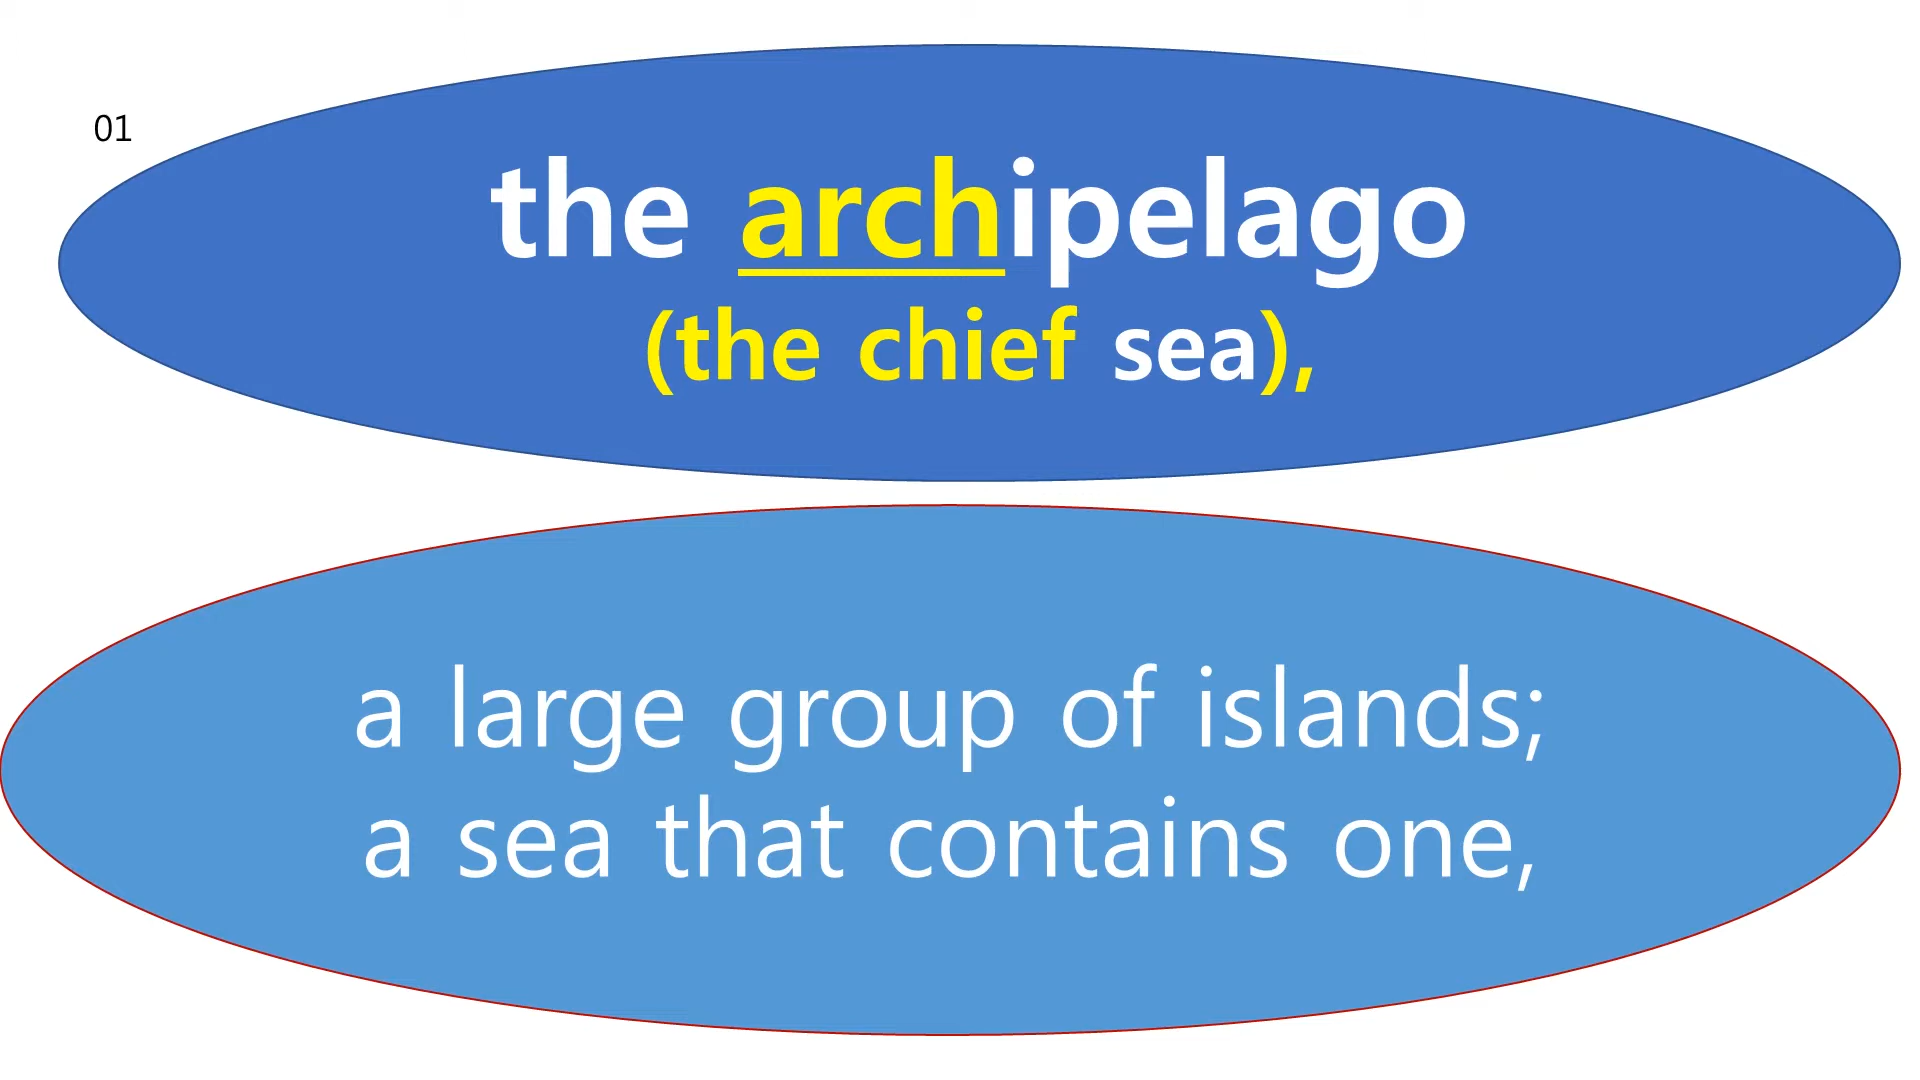 01
the archipelago
(the chief sea),
a large group of islands;
a sea that contains one,